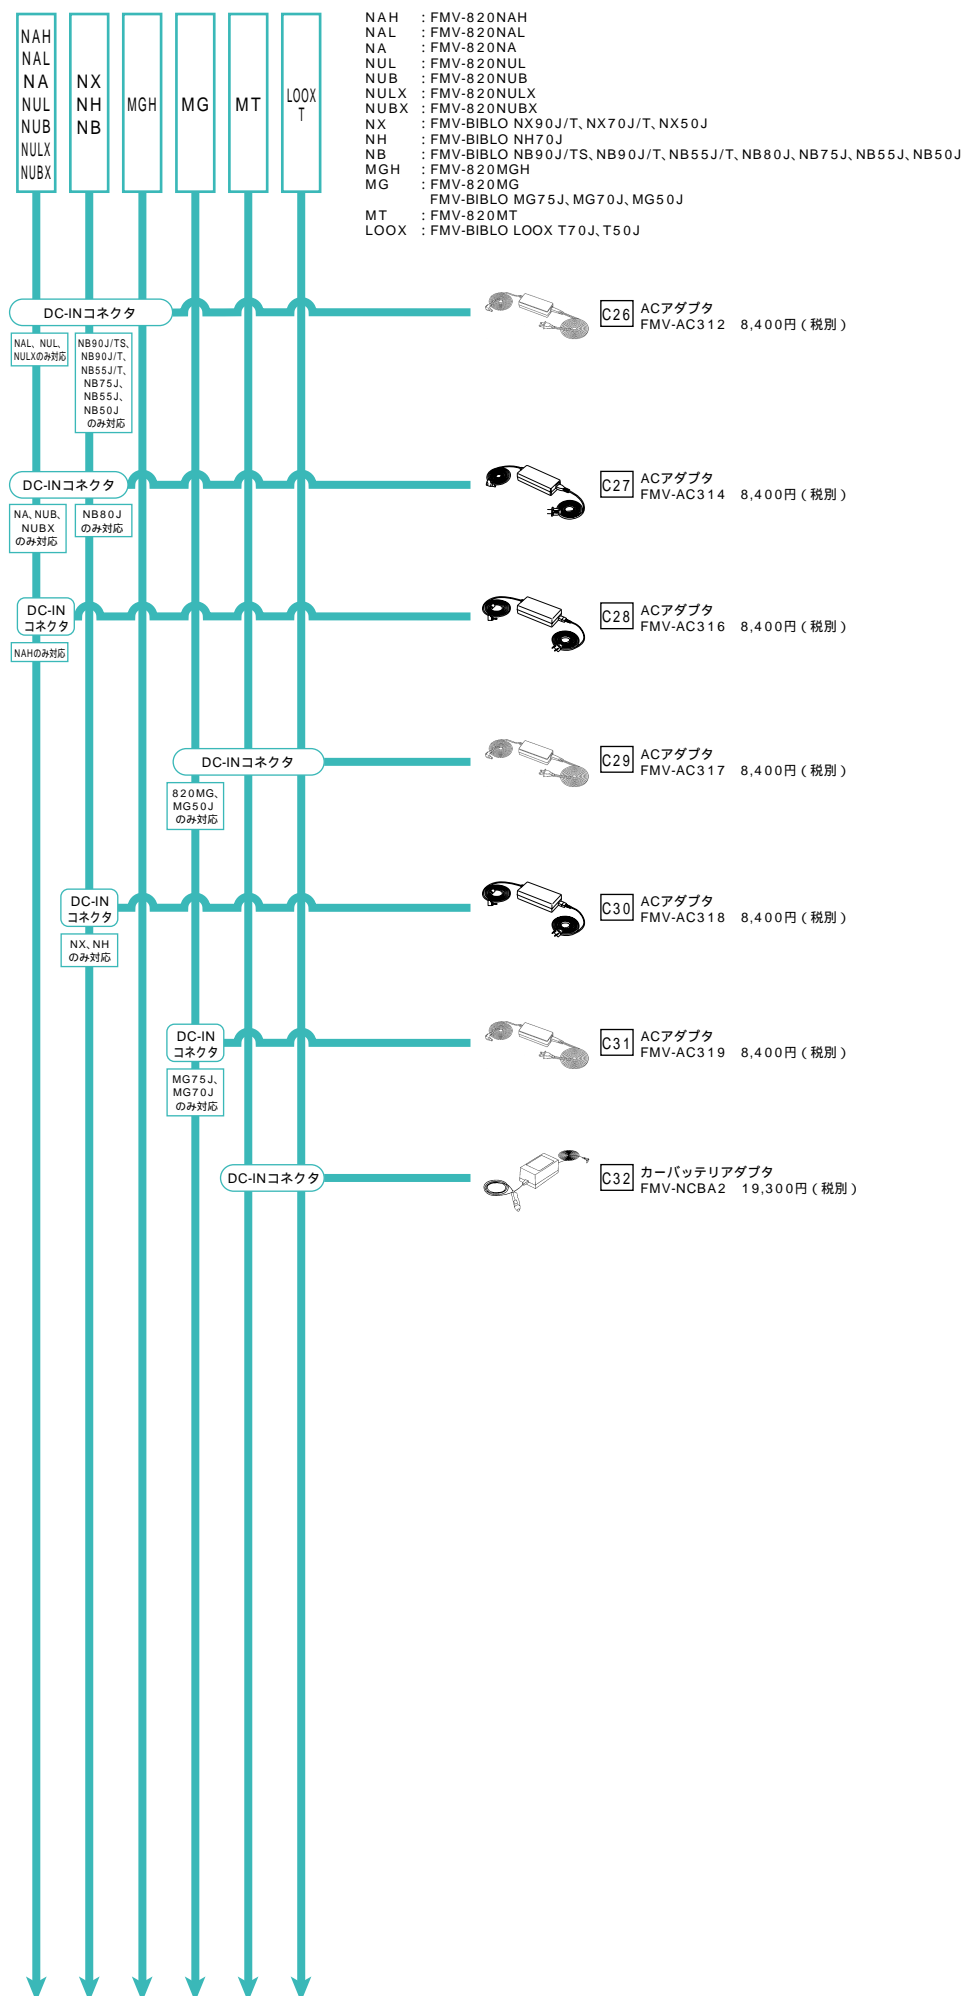 NAH
NAL
NA
NUL
NUB
NULX
NUBX
NX
NH
NB
MGH
MG
MT
LOOX
T
NAH : FMV-820NAH
NAL : FMV-820NAL
NA : FMV-820NA
NUL : FMV-820NUL
NUB : FMV-820NUB
NULX : FMV-820NULX
NUBX : FMV-820NUBX
NX : FMV-BIBLO NX90J/T、NX70J/T、NX50J
NH : FMV-BIBLO NH70J
NB : FMV-BIBLO NB90J/TS、NB90J/T、NB55J/T、NB80J、NB75J、NB55J、NB50J
MGH : FMV-820MGH
MG : FMV-820MG
FMV-BIBLO MG75J、MG70J、MG50J
MT : FMV-820MT
LOOX : FMV-BIBLO LOOX T70J、T50J
DC-INコネクタ
NAL、NUL、
NULXのみ対応
NB90J/TS、
NB90J/T、
NB55J/T、
NB75J、
NB55J、
NB50J
のみ対応
C26 ACアダプタ
FMV-AC312 8,400円（税別）
DC-INコネクタ
NA、NUB、
NUBX
のみ対応
NB80J
のみ対応
C27 ACアダプタ
FMV-AC314 8,400円（税別）
DC-IN
コネクタ
NAHのみ対応
C28 ACアダプタ
FMV-AC316 8,400円（税別）
DC-INコネクタ
820MG、
MG50J
のみ対応
C29 ACアダプタ
FMV-AC317 8,400円（税別）
DC-IN
コネクタ
NX、NH
のみ対応
C30 ACアダプタ
FMV-AC318 8,400円（税別）
DC-IN
コネクタ
MG75J、
MG70J
のみ対応
C31 ACアダプタ
FMV-AC319 8,400円（税別）
DC-INコネクタ
C32 カーバッテリアダプタ
FMV-NCBA2 19,300円（税別）